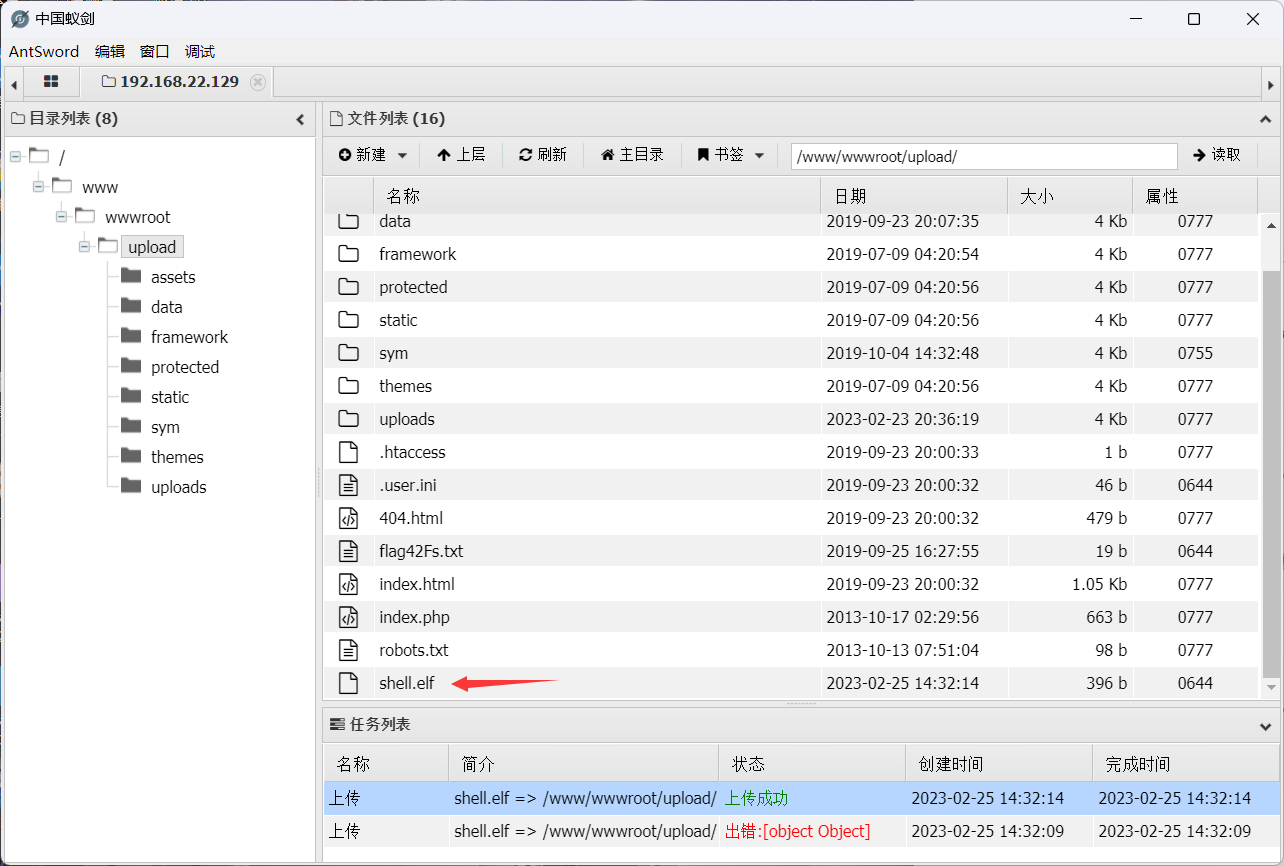 中国蚁剑
AntSword 编辑 窗口 调试
192.168.22.129
目录列表 (8)
/
www
wwwroot
upload
assets
data
framework
protected
static
sym
themes
uploads
文件列表 (16)
新建 上层 刷新 主目录 书签 /www/wwwroot/upload/ 读取
名称 日期 大小 属性
data 2019-09-23 20:07:35 4 Kb 0777
framework 2019-07-09 04:20:54 4 Kb 0777
protected 2019-07-09 04:20:56 4 Kb 0777
static 2019-07-09 04:20:56 4 Kb 0777
sym 2019-10-04 14:32:48 4 Kb 0755
themes 2019-07-09 04:20:56 4 Kb 0777
uploads 2023-02-23 20:36:19 4 Kb 0777
.htaccess 2019-09-23 20:00:33 1 b 0777
.user.ini 2019-09-23 20:00:32 46 b 0644
404.html 2019-09-23 20:00:32 479 b 0777
flag42Fs.txt 2019-09-25 16:27:55 19 b 0644
index.html 2019-09-23 20:00:32 1.05 Kb 0777
index.php 2013-10-17 02:29:56 663 b 0777
robots.txt 2013-10-13 07:51:04 98 b 0777
shell.elf 2023-02-25 14:32:14 396 b 0644
任务列表
名称 简介 状态 创建时间 完成时间
上传 shell.elf => /www/wwwroot/upload/ 上传成功 2023-02-25 14:32:14 2023-02-25 14:32:14
上传 shell.elf => /www/wwwroot/upload/ 出错:[object Object] 2023-02-25 14:32:09 2023-02-25 14:32:09